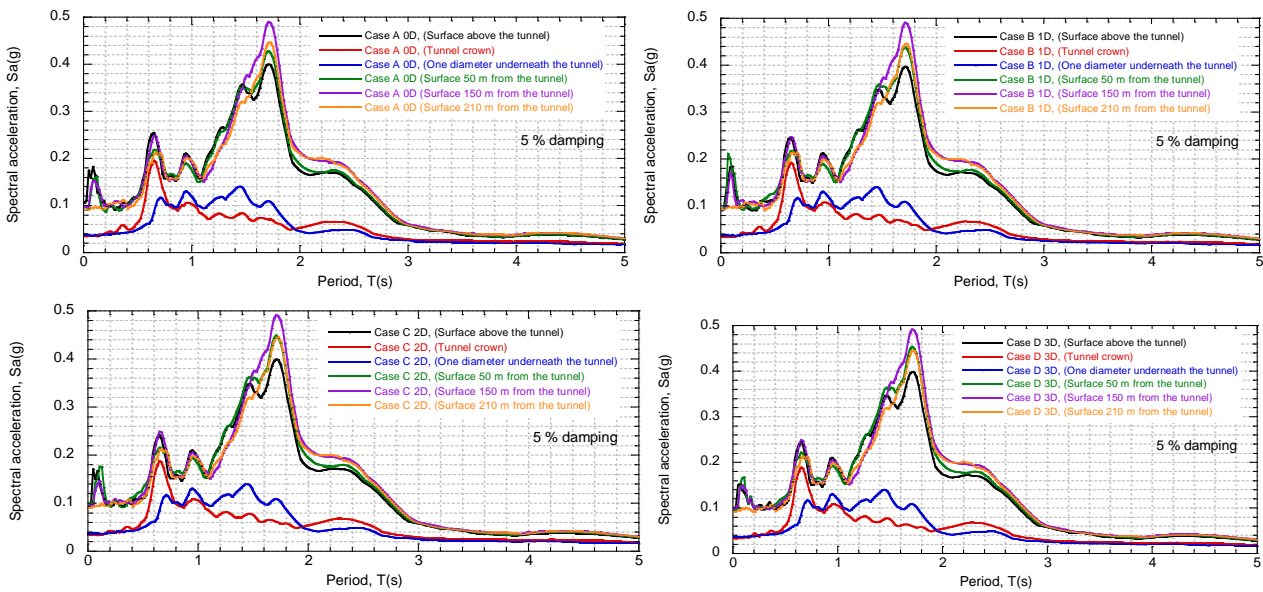 0.5
0.4
0.3
0.2
0.1
0
Spectral acceleration, Sa(g)
Case A 0D, (Surface above the tunnel)
Case A 0D, (Tunnel crown)
Case A 0D, (One diameter underneath the tunnel)
Case A 0D (Surface 50 m from the tunnel)
Case A 0D (Surface 150 m from the tunnel)
Case A 0D (Surface 210 m from the tunnel)
5 % damping
0 1 2 3 4 5
Period, T(s)
0.5
0.4
0.3
0.2
0.1
0
Spectral acceleration, Sa(g)
Case B 1D, (Surface above the tunnel)
Case B 1D, (Tunnel crown)
Case B 1D, (One diameter underneath the tunnel)
Case B 1D, (Surface 50 m from the tunnel)
Case B 1D, (Surface 150 m from the tunnel)
Case B 1D, (Surface 210 m from the tunnel)
5 % damping
0 1 2 3 4 5
Period, T(s)
0.5
0.4
0.3
0.2
0.1
0
Spectral acceleration, Sa(g)
Case C 2D, (Surface above the tunnel)
Case C 2D, (Tunnel crown)
Case C 2D, (One diameter underneath the tunnel)
Case C 2D, (Surface 50 m from the tunnel)
Case C 2D, (Surface 150 m from the tunnel)
Case C 2D, (Surface 210 m from the tunnel)
5 % damping
0 1 2 3 4 5
Period, T(s)
0.5
0.4
0.3
0.2
0.1
0
Spectral acceleration, Sa(g)
Case D 3D, (Surface above the tunnel)
Case D 3D, (Tunnel crown)
Case D 3D, (One diameter underneath the tunnel)
Case D 3D, (Surface 50 m from the tunnel)
Case D 3D, (Surface 150 m from the tunnel)
Case D 3D, (Surface 210 m from the tunnel)
5 % damping
0 1 2 3 4 5
Period, T(s)